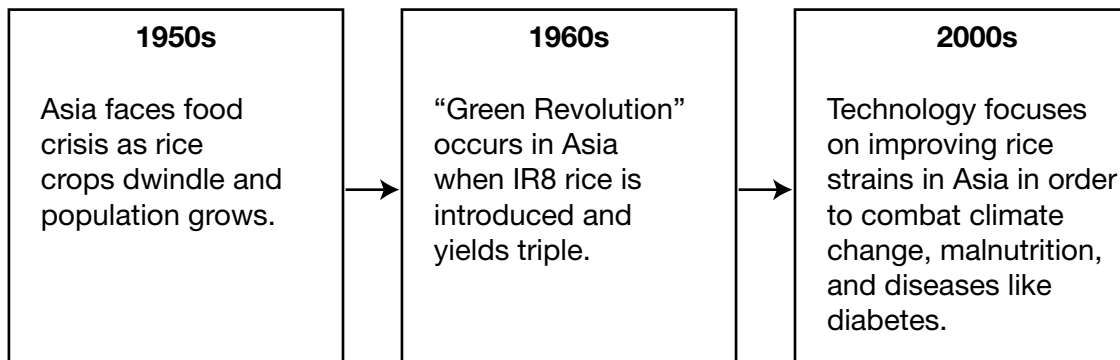 1950s
Asia faces food
crisis as rice
crops dwindle and
population grows.
1960s
“Green Revolution”
occurs in Asia
when IR8 rice is
introduced and
yields triple.
2000s
Technology focuses
on improving rice
strains in Asia in order
to combat climate
change, malnutrition,
and diseases like
diabetes.